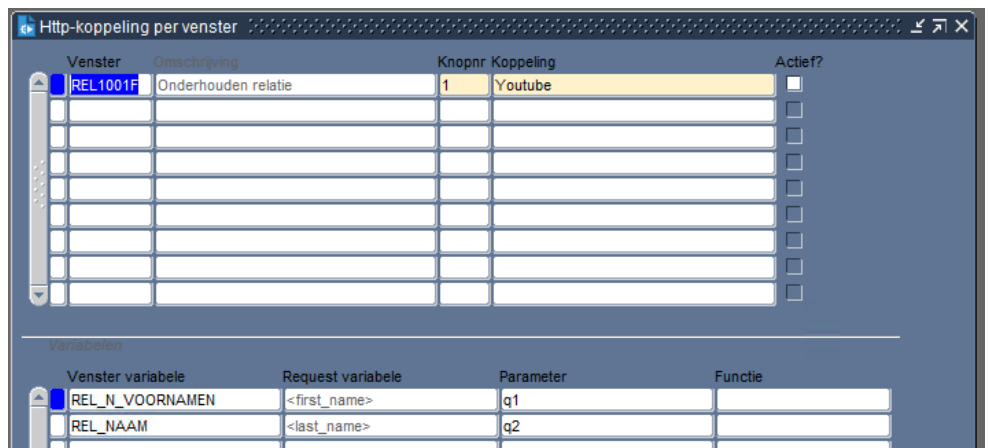 Http-koppeling per venster
Venster Omschrijving Knopnr Koppeling Actief?
REL1001F Onderhouden relatie 1 Youtube
Variabelen
Venster variabele Request variabele Parameter Functie
REL_N_VOORNAMEN <first_name> q1
REL_NAAM <last_name> q2